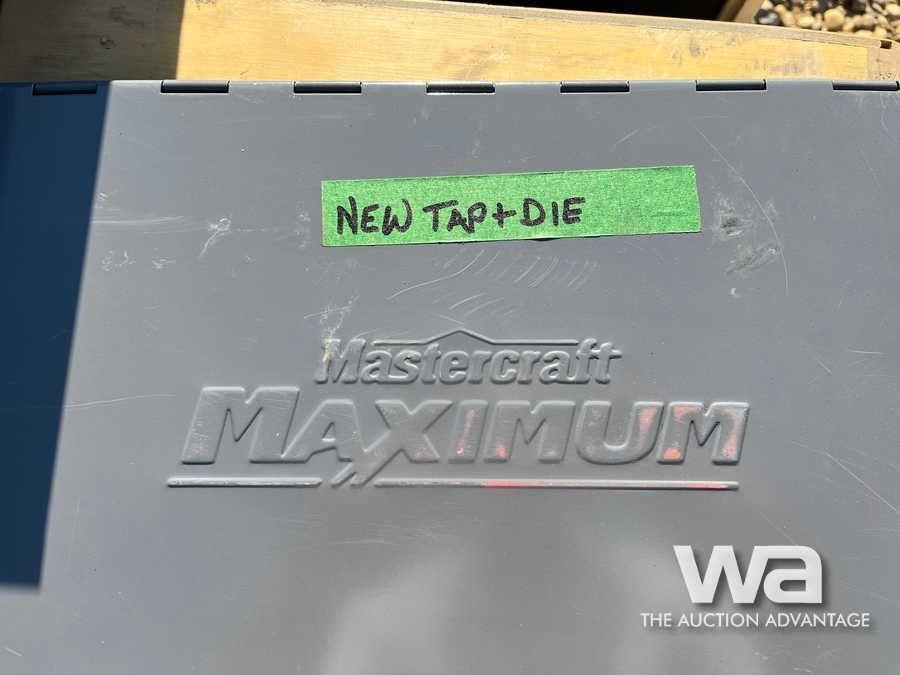 NEW TAP+DIE
Mastercraft
MAXIMUM
wa
THE AUCTION ADVANTAGE